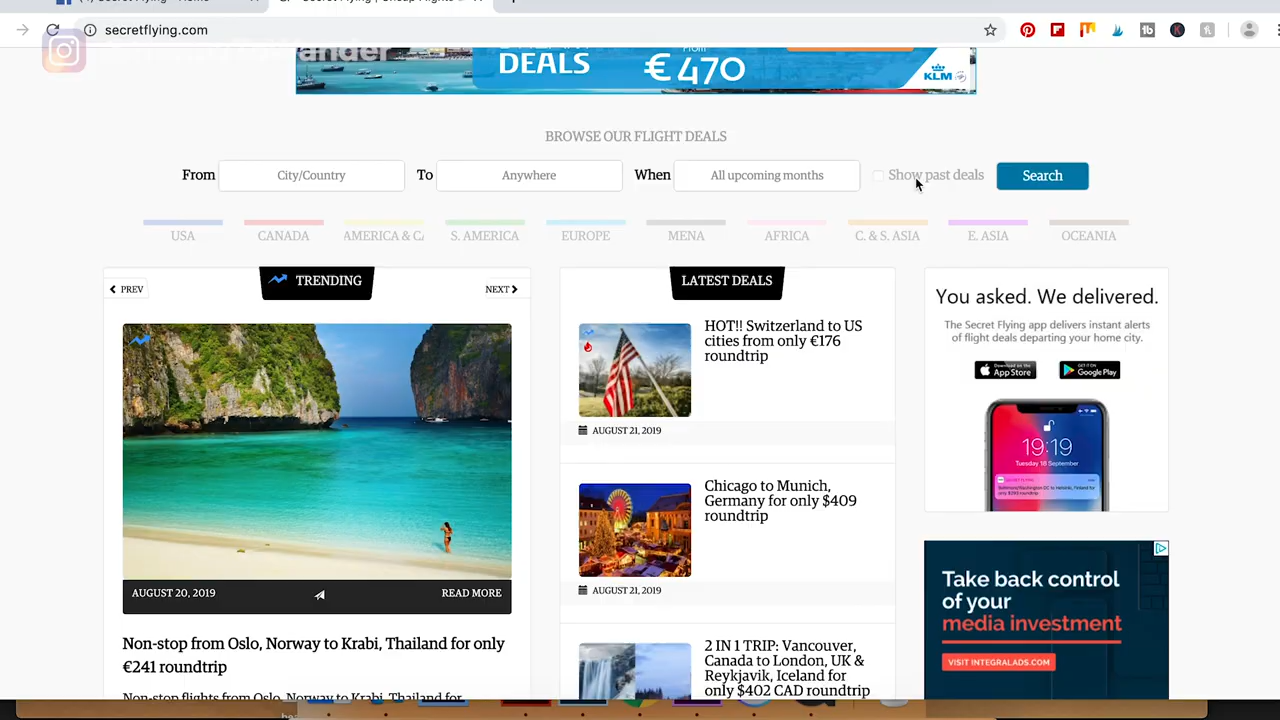 secretflying.com
DEALS
From
€ 470
KLM
BROWSE OUR FLIGHT DEALS
From City/Country To Anywhere When All upcoming months Show past deals Search
USA CANADA AMERICA & CA S. AMERICA EUROPE MENA AFRICA C. & S. ASIA E. ASIA OCEANIA
PREV
TRENDING
NEXT
AUGUST 20, 2019 READ MORE
Non-stop from Oslo, Norway to Krabi, Thailand for only
€241 roundtrip
Non-stop flights from Oslo, Norway to Krabi, Thailand for
LATEST DEALS
HOT!! Switzerland to US
cities from only €176
roundtrip
AUGUST 21, 2019
Chicago to Munich,
Germany for only $409
roundtrip
AUGUST 21, 2019
2 IN 1 TRIP: Vancouver,
Canada to London, UK &
Reykjavik, Iceland for
only $402 CAD roundtrip
You asked. We delivered.
The Secret Flying app delivers instant alerts
of flight deals departing your home city.
App Store
Google Play
19:19
Tuesday 18 September
Take back control
of your
media investment
VISIT INTEGRALADS.COM